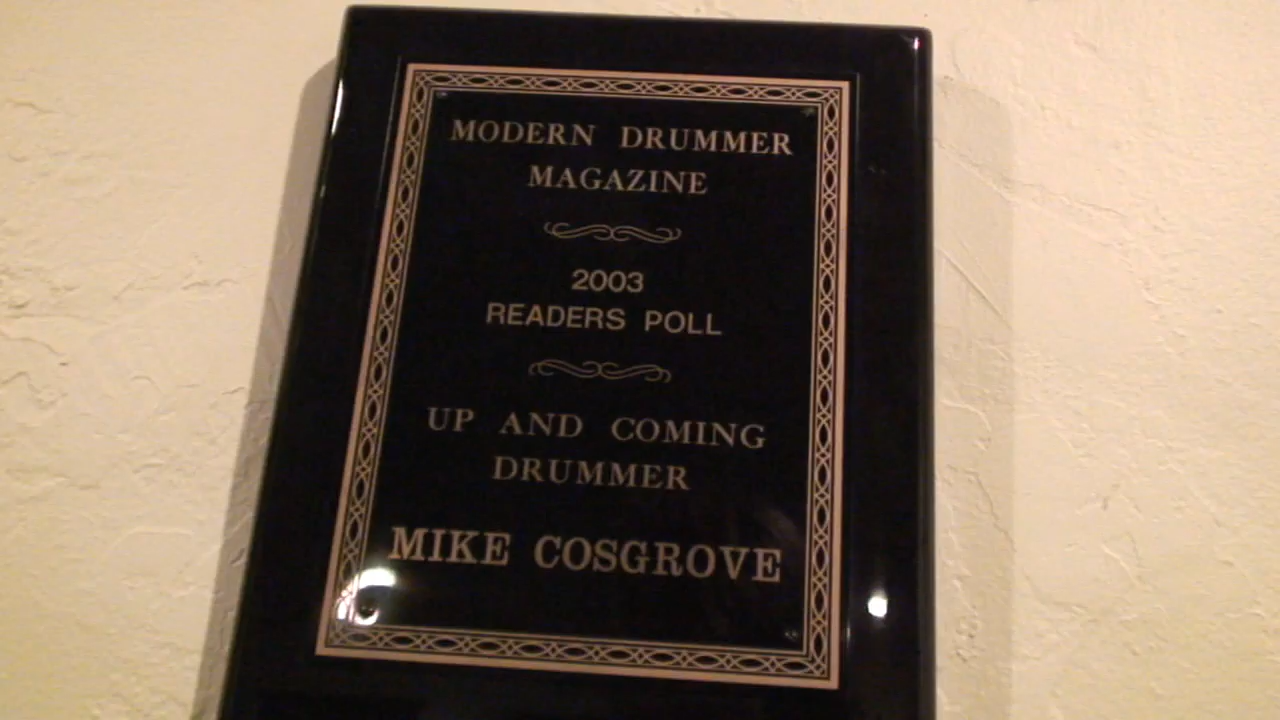 MODERN DRUMMER
MAGAZINE
2003
READERS POLL
UP AND COMING
DRUMMER
MIKE COSGROVE